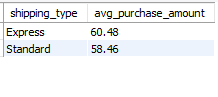 shipping_type avg_purchase_amount
Express 60.48
Standard 58.46